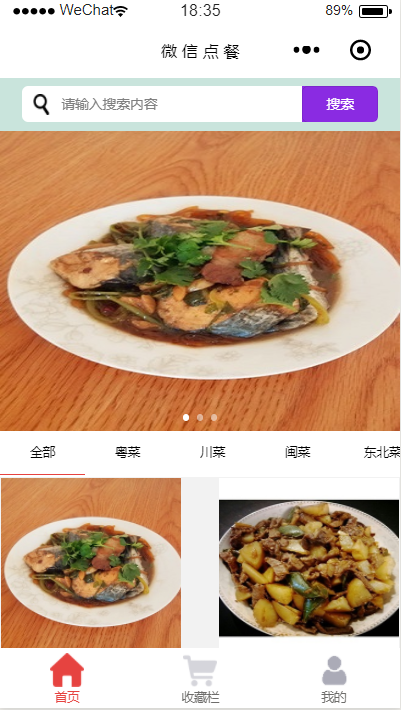 WeChat 18:35 89%
微信点餐
请输入搜索内容 搜索
全部 粤菜 川菜 闽菜 东北菜
首页 收藏栏 我的